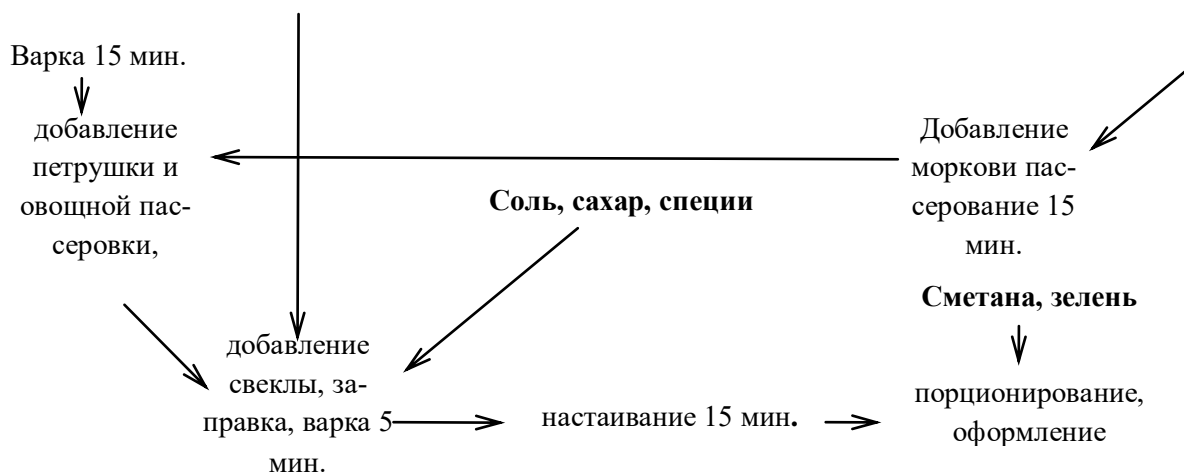 Варка 15 мин.
добавление
петрушки и
овощной пас-
серовки,
Добавление
моркови пас-
серование 15
мин.
Соль, сахар, специи
Сметана, зелень
добавление
свеклы, за-
правка, варка 5
мин.
настаивание 15 мин.
порционирование,
оформление